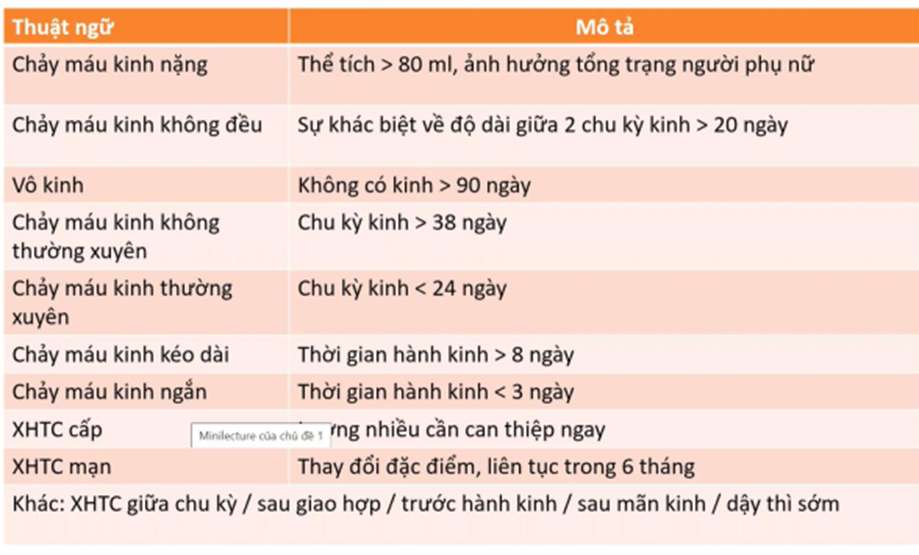 Thuật ngữ
Mô tả
Chảy máu kinh nặng
Thể tích > 80 ml, ảnh hưởng tổng trạng người phụ nữ
Chảy máu kinh không đều
Sự khác biệt về độ dài giữa 2 chu kỳ kinh > 20 ngày
Vô kinh
Không có kinh > 90 ngày
Chảy máu kinh không
thường xuyên
Chu kỳ kinh > 38 ngày
Chảy máu kinh thường
xuyên
Chu kỳ kinh < 24 ngày
Chảy máu kinh kéo dài
Thời gian hành kinh > 8 ngày
Chảy máu kinh ngắn
Thời gian hành kinh < 3 ngày
XHTC cấp
Minilecture của chủ đề 1
nhiều cần can thiệp ngay
XHTC mạn
Thay đổi đặc điểm, liên tục trong 6 tháng
Khác: XHTC giữa chu kỳ / sau giao hợp / trước hành kinh / sau mãn kinh / dậy thì sớm